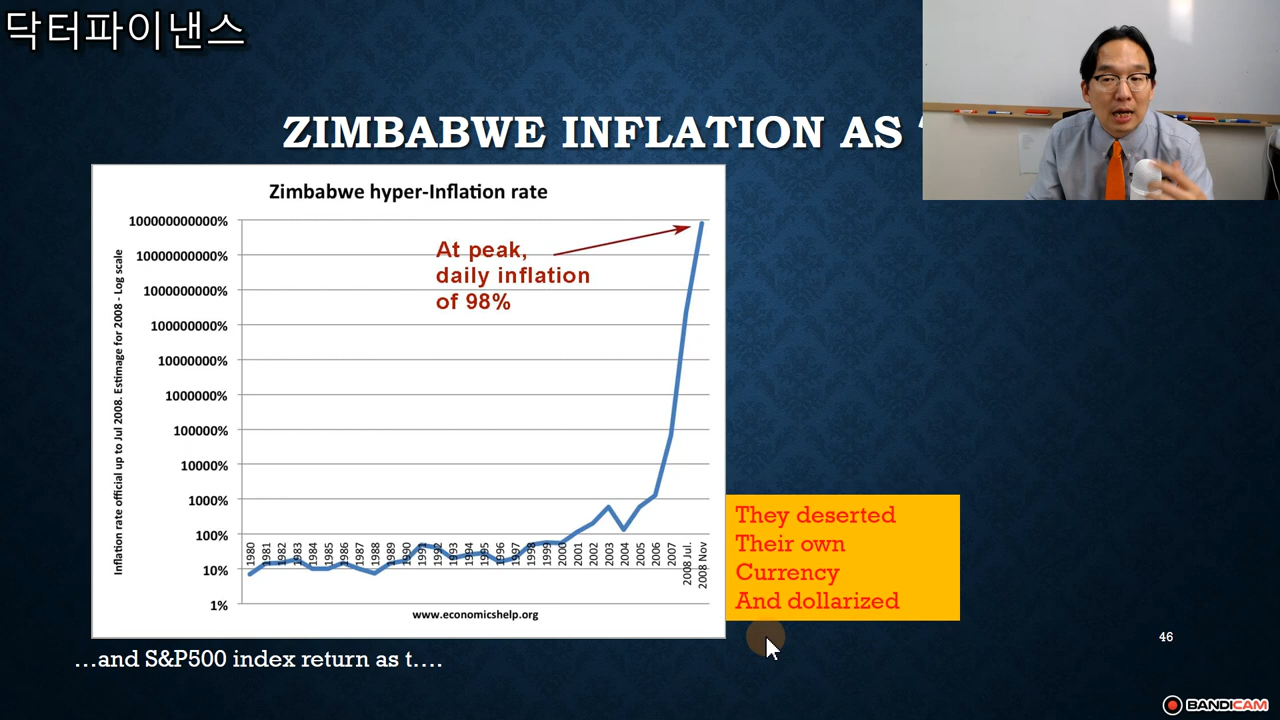 닥터파이낸스
ZIMBABWE INFLATION AS
Zimbabwe hyper-Inflation rate
Inflation rate official up to Jul 2008. Estimage for 2008 - Log scale
100000000000%
10000000000%
1000000000%
100000000%
10000000%
1000000%
100000%
10000%
1000%
100%
10%
1%
At peak,
daily inflation
of 98%
1980 1981 1982 1983 1984 1985 1986 1987 1988 1989 1990 1991 1992 1993 1994 1995 1996 1997 1998 1999 2000 2001 2002 2003 2004 2005 2006 2007 2008 Jul. 2008 Nov
www.economicshelp.org
They deserted
Their own
Currency
And dollarized
…and S&P500 index return as t….
46
BANDICAM